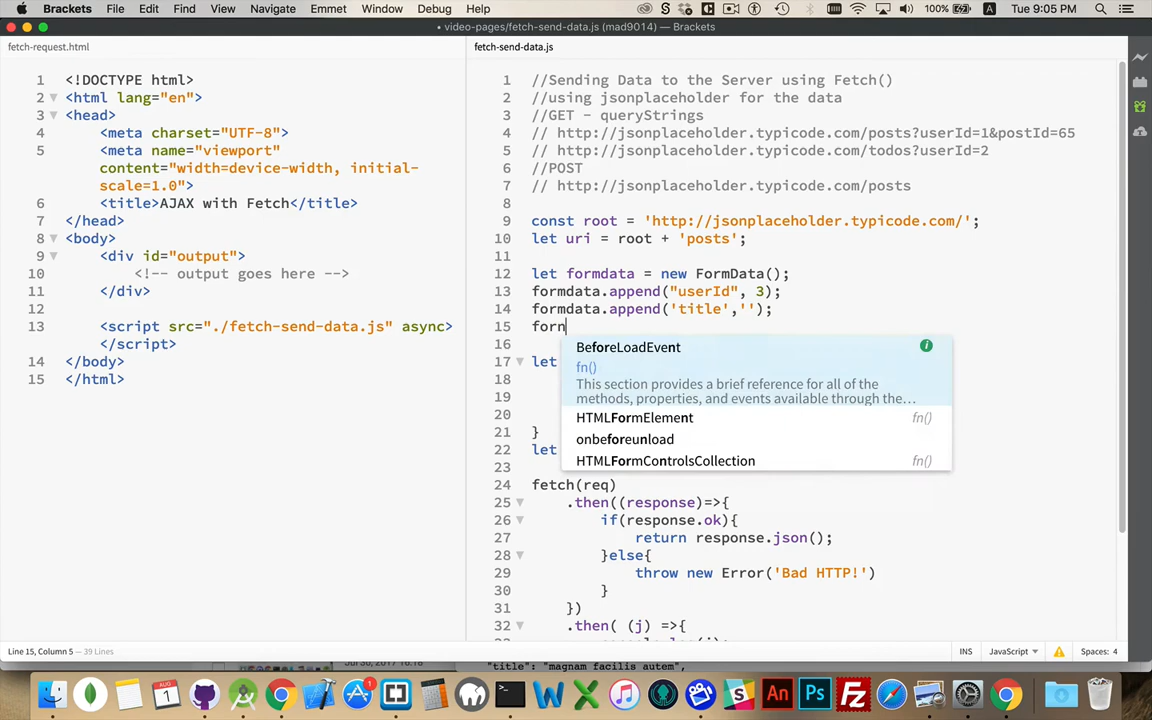 Brackets File Edit Find View Navigate Emmet Window Debug Help 100% A Tue 9:05 PM
• video-pages/fetch-send-data.js (mad9014) — Brackets
fetch-request.html
1 <!DOCTYPE html>
2 <html lang="en">
3 <head>
4 <meta charset="UTF-8">
5 <meta name="viewport"
content="width=device-width, initial-
scale=1.0">
6 <title>AJAX with Fetch</title>
7 </head>
8 <body>
9 <div id="output">
10 <!-- output goes here -->
11 </div>
12
13 <script src="./fetch-send-data.js" async>
</script>
14 </body>
15 </html>
fetch-send-data.js
1 //Sending Data to the Server using Fetch()
2 //using jsonplaceholder for the data
3 //GET - queryStrings
4 // http://jsonplaceholder.typicode.com/posts?userId=1&postId=65
5 // http://jsonplaceholder.typicode.com/todos?userId=2
6 //POST
7 // http://jsonplaceholder.typicode.com/posts
8
9 const root = 'http://jsonplaceholder.typicode.com/';
10 let uri = root + 'posts';
11
12 let formdata = new FormData();
13 formdata.append("userId", 3);
14 formdata.append('title','');
15 forn
16
17 let
18
19
20
21 }
22 let
23
24 fetch(req)
25 .then((response)=>{
26 if(response.ok){
27 return response.json();
28 }else{
29 throw new Error('Bad HTTP!')
30 }
31 })
32 .then( (j) =>{
BeforeLoadEvent
fn()
This section provides a brief reference for all of the
methods, properties, and events available through the...
HTMLFormElement fn()
onbeforeunload
HTMLFormControlsCollection fn()
Line 15, Column 5 — 39 Lines
INS JavaScript Spaces: 4
"title": "magnam facilis autem",
1
1
An Ps Fz